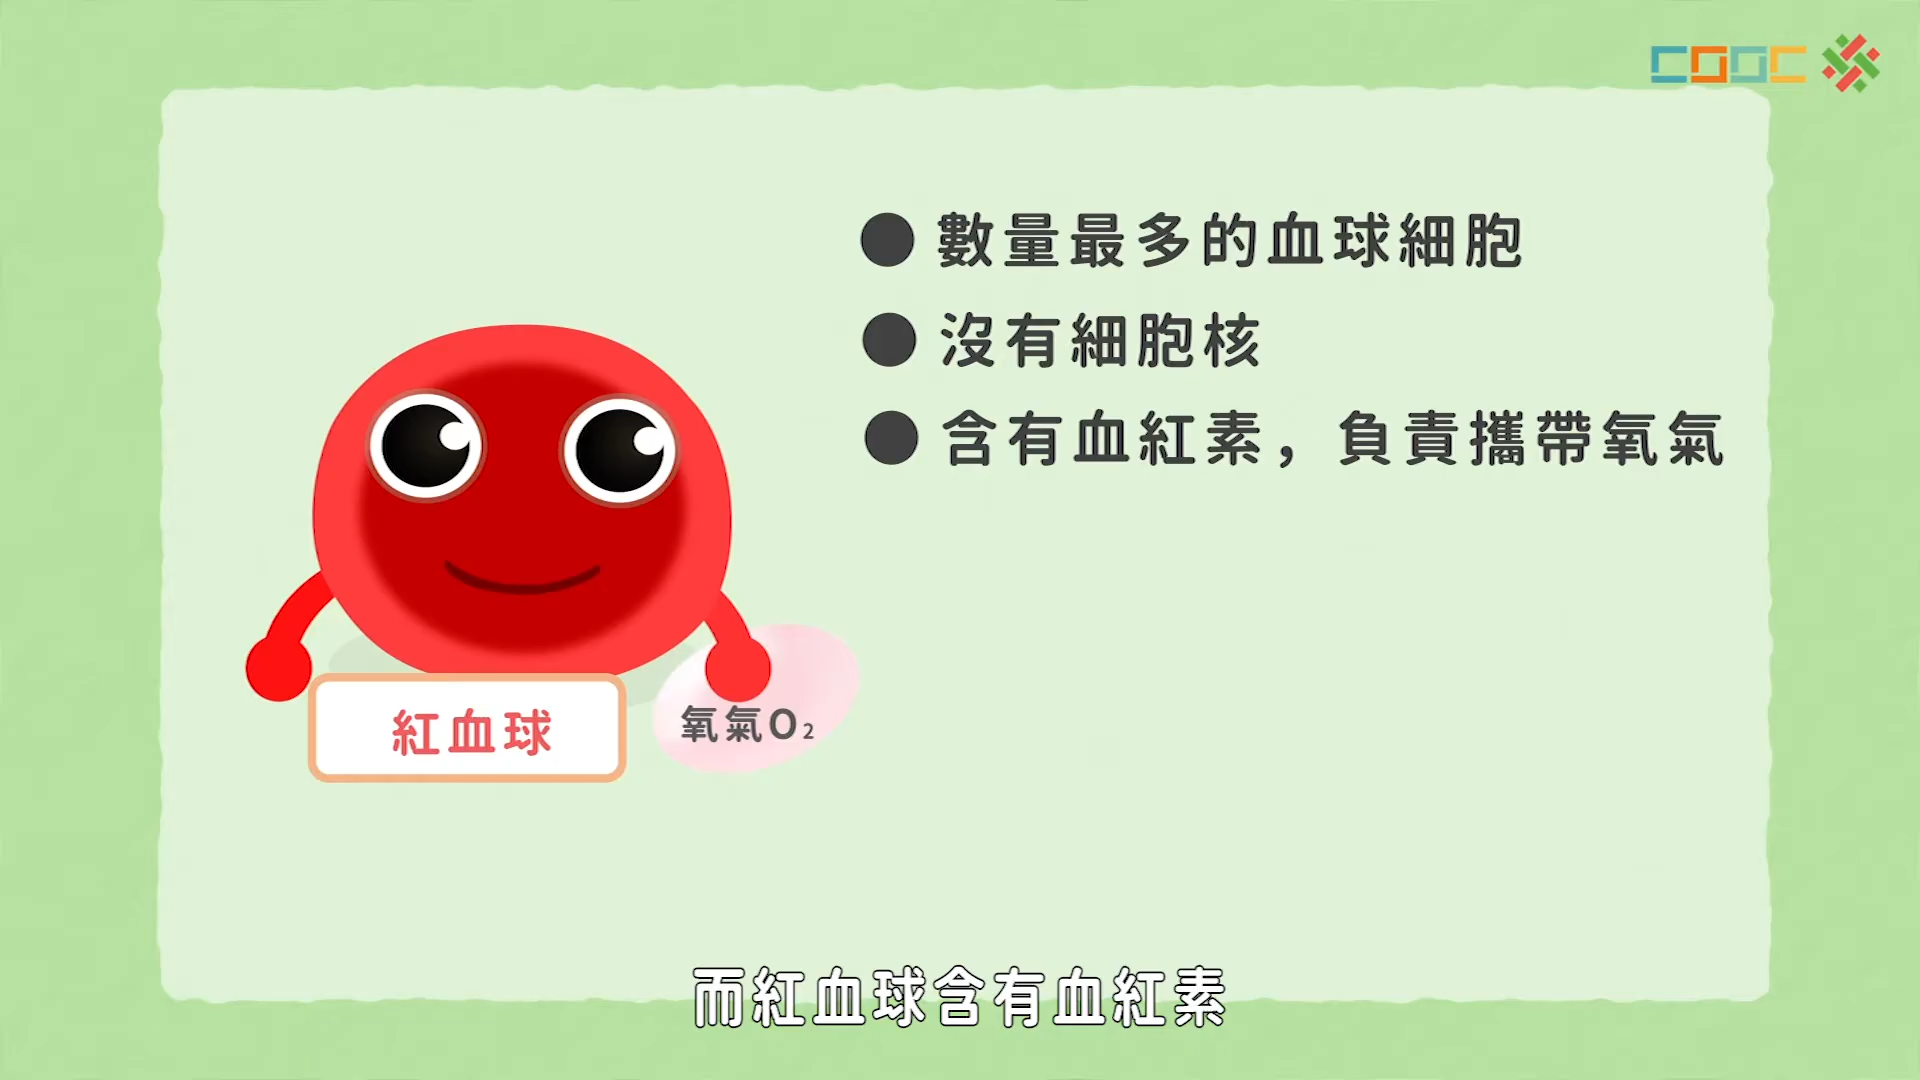 COOC
數量最多的血球細胞
沒有細胞核
含有血紅素，負責攜帶氧氣
紅血球
氧氣O₂
而紅血球含有血紅素